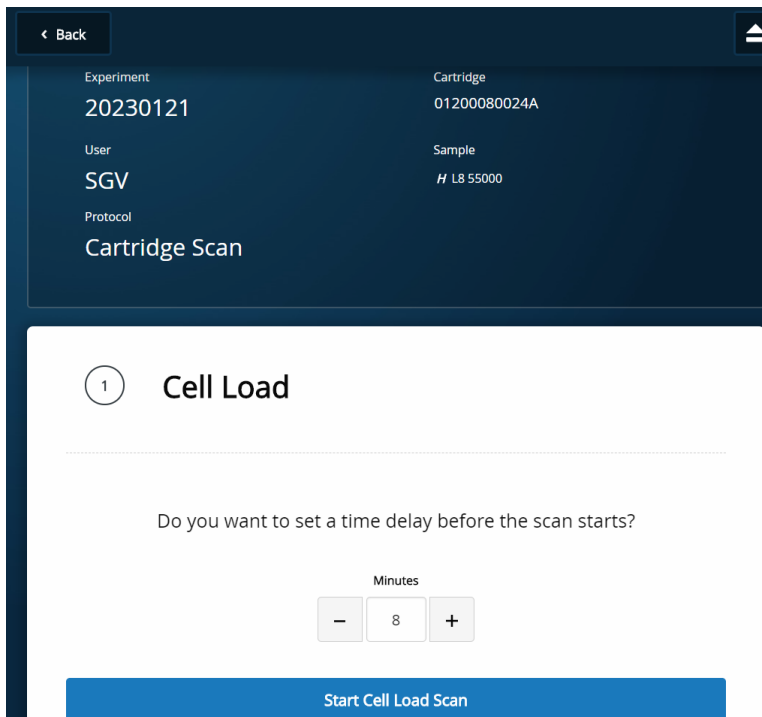 Back
Experiment
20230121
Cartridge
01200080024A
User
SGV
Sample
H L8 55000
Protocol
Cartridge Scan
1
Cell Load
Do you want to set a time delay before the scan starts?
Minutes
− 8 +
Start Cell Load Scan